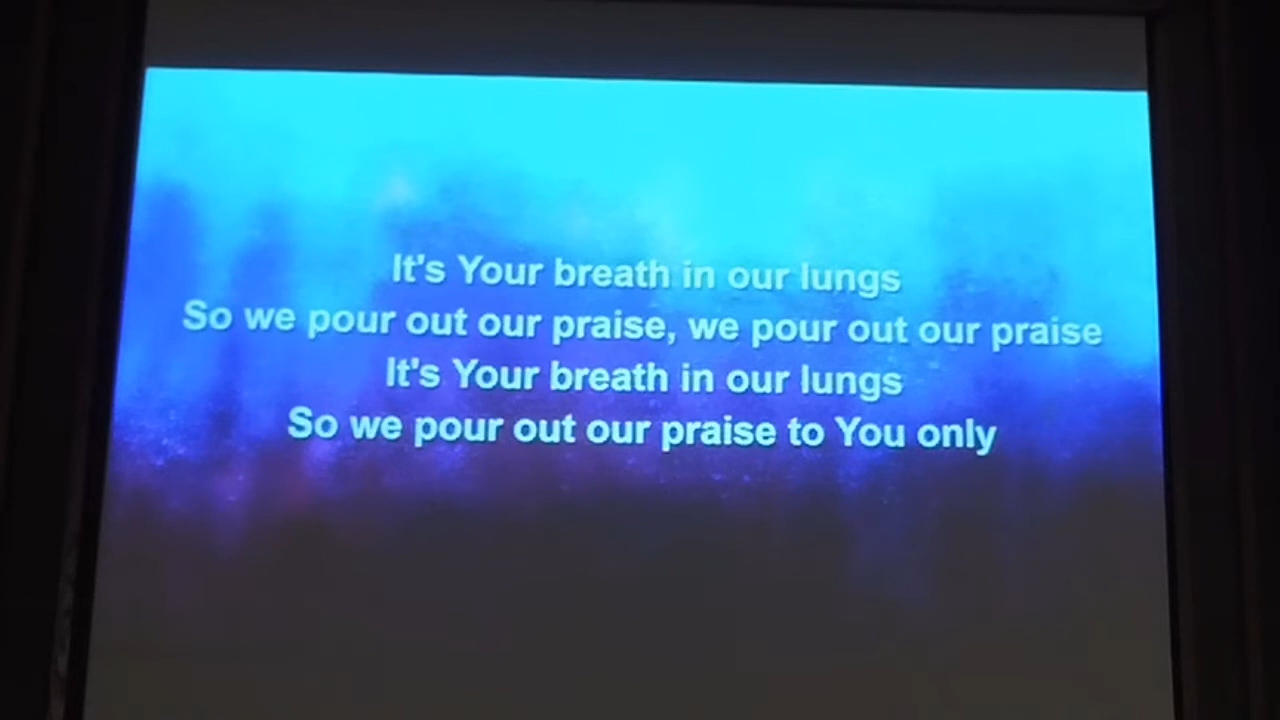 It's Your breath in our lungs
So we pour out our praise, we pour out our praise
It's Your breath in our lungs
So we pour out our praise to You only